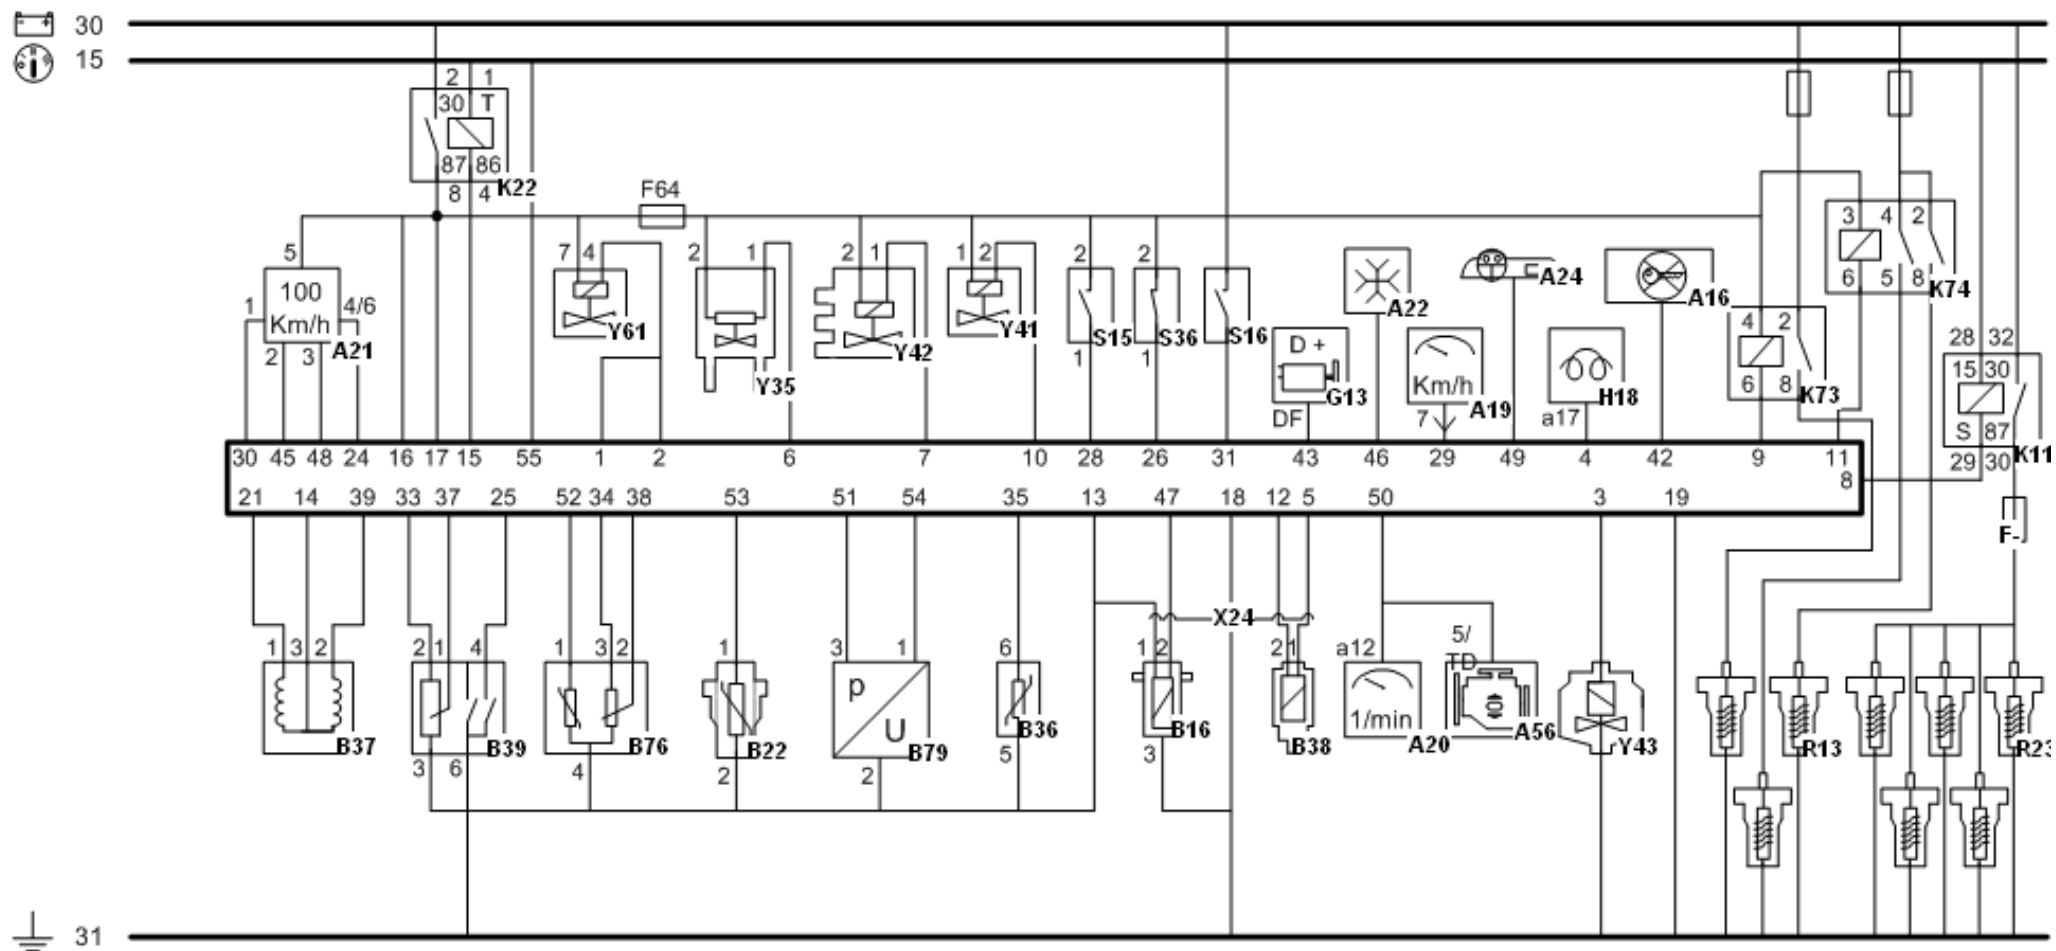 30
15
2 1
30 T
87 86 K22
8 4
F64
5
7 4 2 1 2 1 1 2 2 2
3 4 2
1 100 4/6
Km/h A21
2 3
Y61 Y35 Y42 Y41 S15 S36 S16
1 1
A22 A24 A16
6 5 8 K74
D + G13
DF
Km/h A19
7
H18
a17
4 2
6 8 K73
28 32
15 30
S 87
29 30 K11
30 45 48 24 16 17 15 55 1 2 6 7 10 28 26 31 43 46 29 49 4 42 9 11
8
21 14 39 33 37 25 52 34 38 53 51 54 35 13 47 18 12 5 50 3 19
F-
X24
1 3 2 2 1 4 1 3 2 1 3 1 6 1 2 2 1 a12 5/
TD
p
U
1/min
B37 B39 B76 B22 B79 B36 B16 B38 A20 A56 Y43 R13 R23
3 6 4 2 2 5 3
31